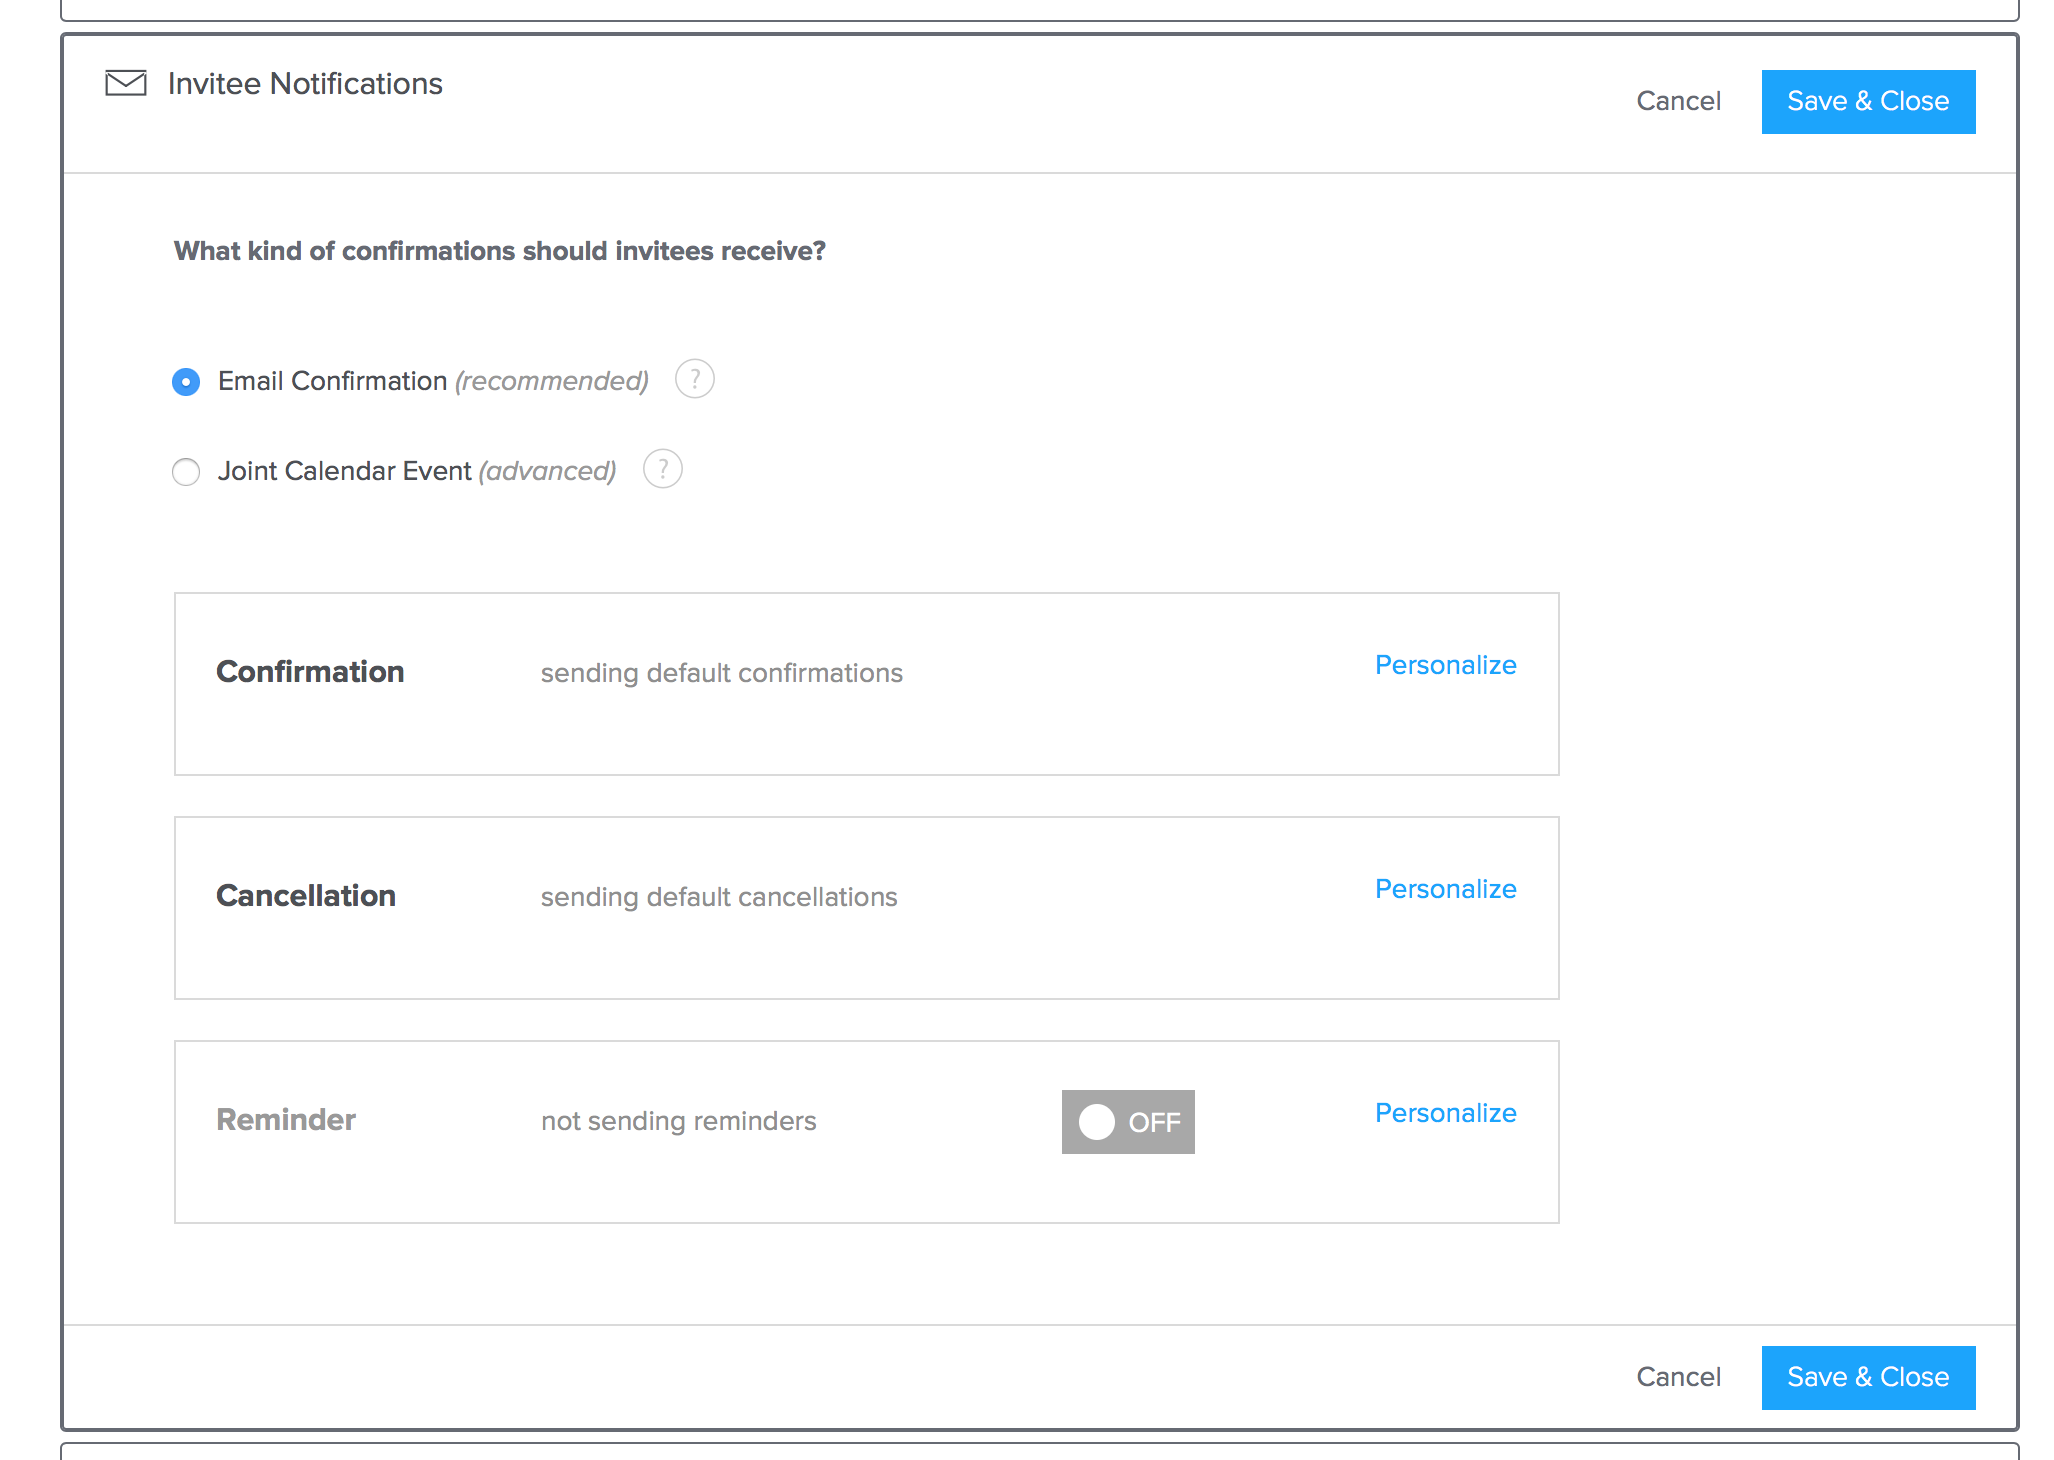 Invitee Notifications
Cancel
Save & Close
What kind of confirmations should invitees receive?
Email Confirmation (recommended) ?
Joint Calendar Event (advanced) ?
Confirmation sending default confirmations Personalize
Cancellation sending default cancellations Personalize
Reminder not sending reminders OFF Personalize
Cancel
Save & Close